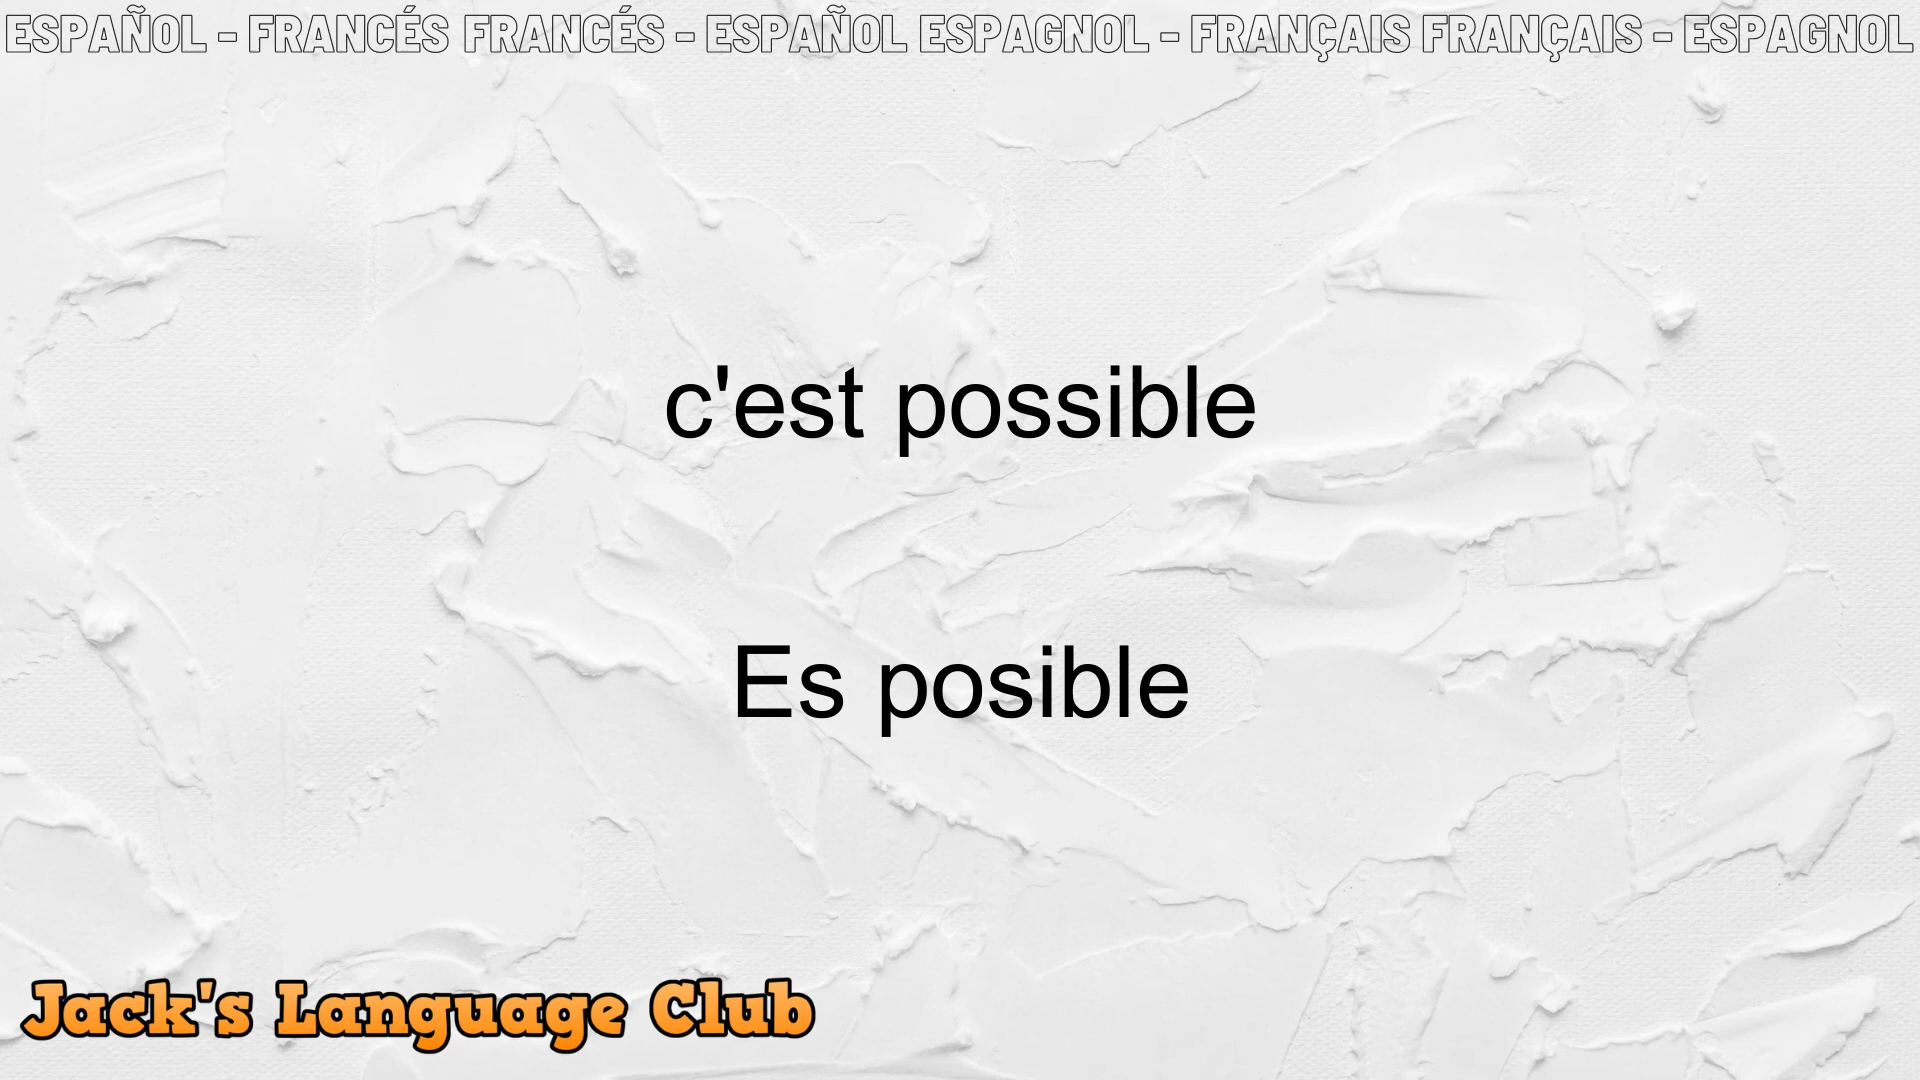 ESPAÑOL - FRANCÉS FRANCÉS - ESPAÑOL ESPAGNOL - FRANÇAIS FRANÇAIS - ESPAGNOL
c'est possible
Es posible
Jack's Language Club